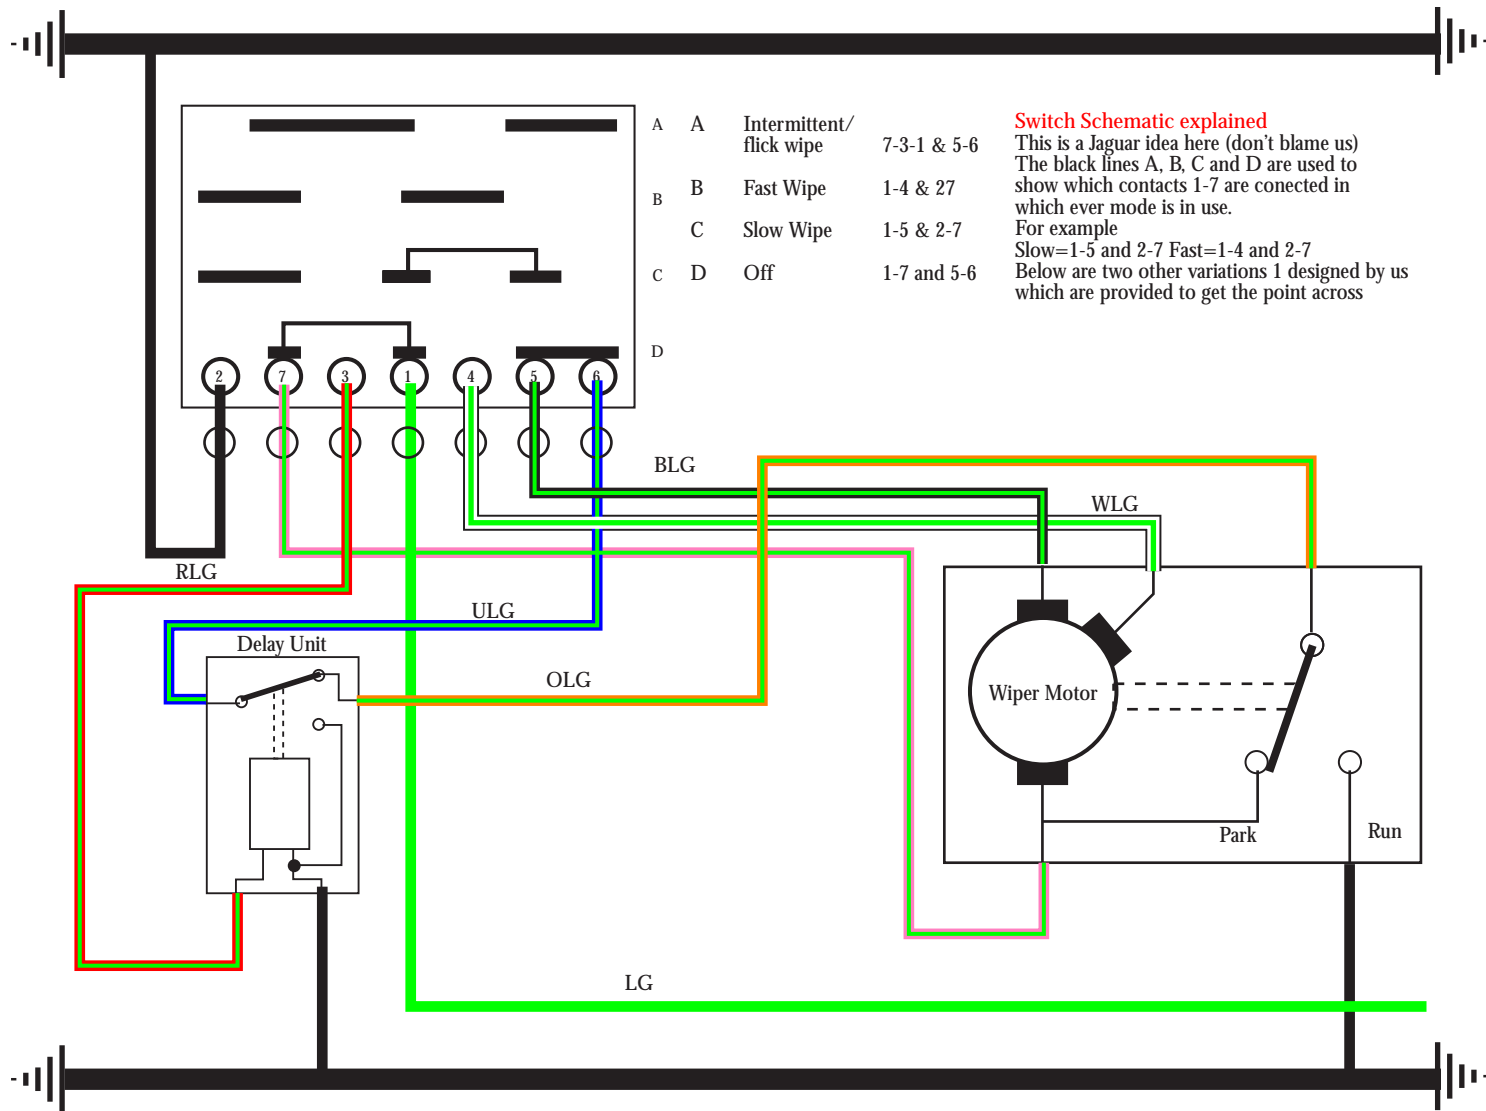 A
B
C
D
A Intermittent/
flick wipe 7-3-1 & 5-6
B Fast Wipe 1-4 & 27
C Slow Wipe 1-5 & 2-7
D Off 1-7 and 5-6
Switch Schematic explained
This is a Jaguar idea here (don't blame us)
The black lines A, B, C and D are used to
show which contacts 1-7 are conected in
which ever mode is in use.
For example
Slow=1-5 and 2-7 Fast=1-4 and 2-7
Below are two other variations 1 designed by us
which are provided to get the point across
2 7 3 1 4 5 6
BLG
WLG
RLG
ULG
Delay Unit
OLG
Wiper Motor
Park
Run
LG